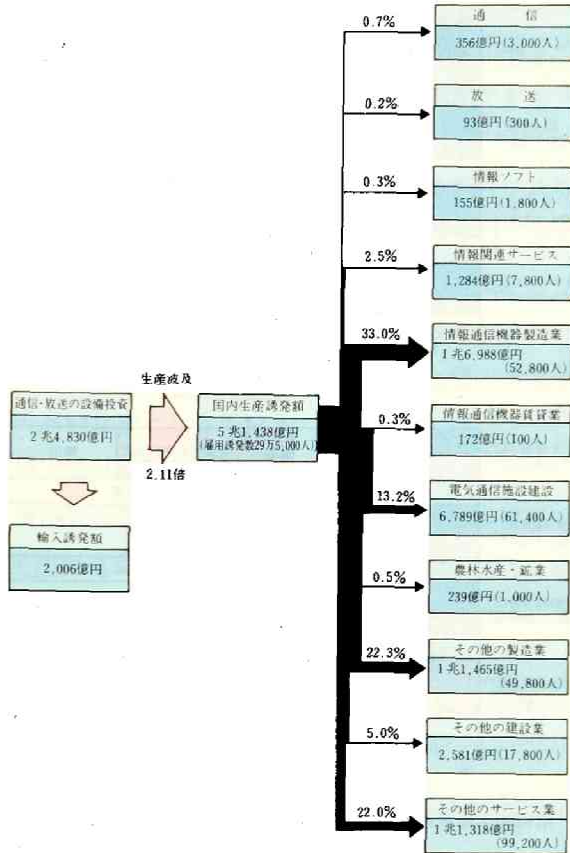 通信・放送の設備投資
2兆4,830億円
生産波及
2.11倍
輸入誘発額
2,006億円
国内生産誘発額
5兆1,438億円
(雇用誘発数29万5,000人)
0.7%
通信
356億円(3,000人)
0.2%
放送
93億円(300人)
0.3%
情報ソフト
155億円(1,800人)
2.5%
情報関連サービス
1,284億円(7,800人)
33.0%
情報通信機器製造業
1兆6,988億円
(52,800人)
0.3%
情報通信機器賃貸業
172億円(100人)
13.2%
電気通信施設建設
6,789億円(61,400人)
0.5%
農林水産・鉱業
239億円(1,000人)
22.3%
その他の製造業
1兆1,465億円
(49,800人)
5.0%
その他の建設業
2,581億円(17,800人)
22.0%
その他のサービス業
1兆1,318億円
(99,200人)